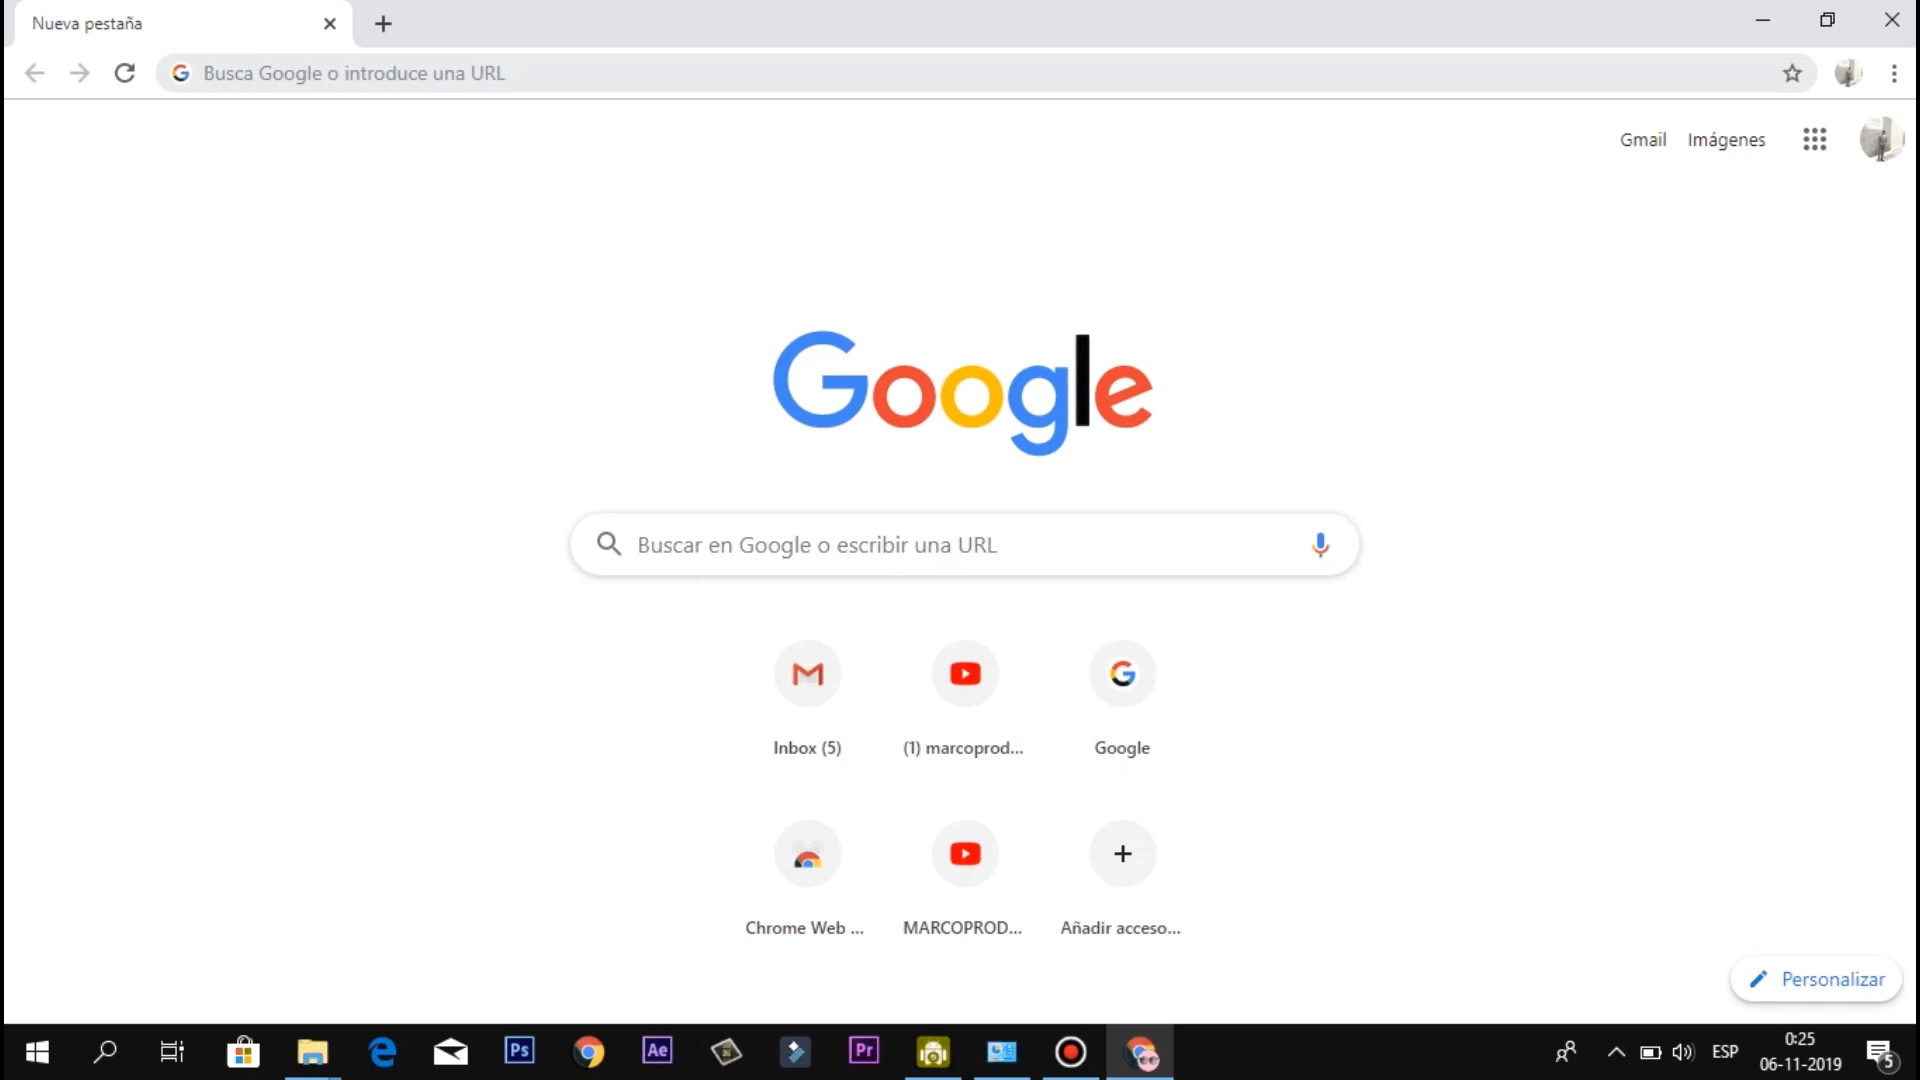 Nueva pestaña
Busca Google o introduce una URL
Gmail Imágenes
Google
Buscar en Google o escribir una URL
Inbox (5) (1) marcoprod... Google
Chrome Web ... MARCOPROD... Añadir acceso...
Personalizar
Ps Ae Pr ESP 0:25
06-11-2019 5